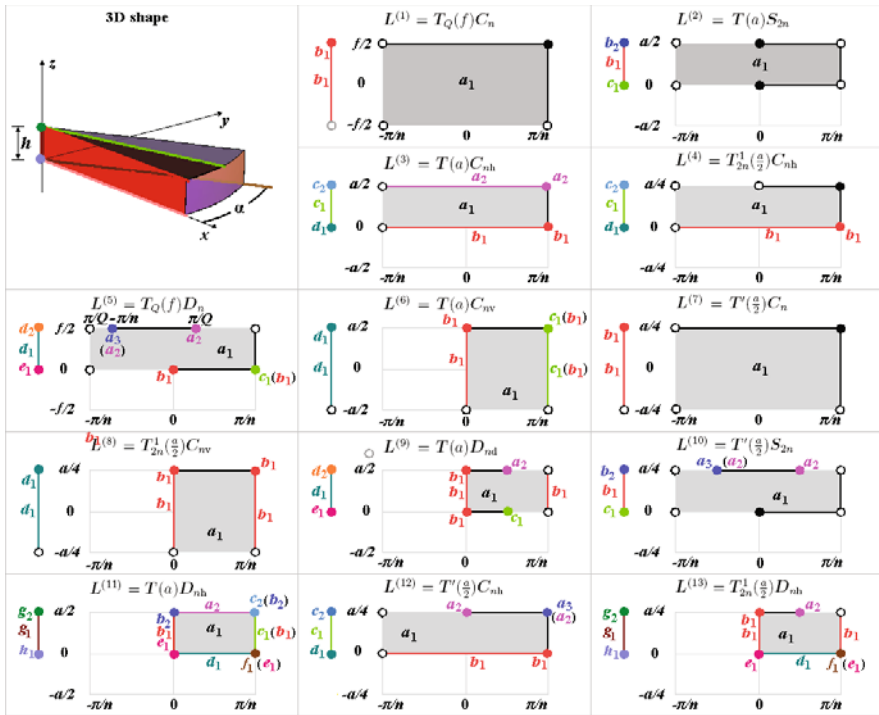 3D shape
z
y
h
α
x
L^(1) = T_Q(f)C_n
b₁ f/2
b₁ 0 a₁
-f/2
-π/n 0 π/n
L^(2) = T(a)S_2n
b₂ a/2
b₁ a₁
c₁ 0
-a/2
-π/n 0 π/n
L^(3) = T(a)C_nh
c₂ a/2 a₂ a₂
c₁ a₁
d₁ 0 b₁ b₁
-a/2
-π/n 0 π/n
L^(4) = T^1_2n(a/2)C_nh
c₂ a/4
c₁ a₁
d₁ 0 b₁ b₁
-a/4
-π/n 0 π/n
L^(5) = T_Q(f)D_n
π/Q-π/n π/Q
d₂ f/2 a₃ a₂
d₁ (a₂) a₁
e₁ 0 b₁ c₁(b₁)
-f/2
-π/n 0 π/n
L^(6) = T(a)C_nv
a/2 b₁ c₁(b₁)
d₁
d₁ 0 b₁ c₁(b₁)
a₁
-a/2
-π/n 0 π/n
L^(7) = T'(a/2)C_n
a/4
b₁
b₁ 0 a₁
-a/4
-π/n 0 π/n
b₁
L^(8) = T^1_2n(a/2)C_nv
a/4 b₁ b₁
d₁
d₁ 0 b₁ b₁
a₁
-a/4
-π/n 0 π/n
L^(9) = T(a)D_nd
d₂ a/2 b₁ a₂
d₁ b₁ a₁ b₁
e₁ 0 b₁ c₁
-a/2
-π/n 0 π/n
L^(10) = T'(a/2)S_2n
b₂ a/4 a₃(a₂) a₂
b₁ a₁
c₁ 0
-a/4
-π/n 0 π/n
L^(11) = T(a)D_nh
g₂ a/2 b₂ a₂ c₂(b₂)
g₁ b₁ a₁ c₁(b₁)
h₁ 0 e₁ d₁ f₁(e₁)
-a/2
-π/n 0 π/n
L^(12) = T'(a/2)C_nh
c₂ a/4 a₂ a₃
c₁ a₁ (a₂)
d₁ 0 b₁ b₁
-a/4
-π/n 0 π/n
L^(13) = T^1_2n(a/2)D_nh
g₂ a/4 b₁ a₂
g₁ b₁ a₁ b₁
h₁ 0 e₁ d₁ f₁(e₁)
-a/4
-π/n 0 π/n